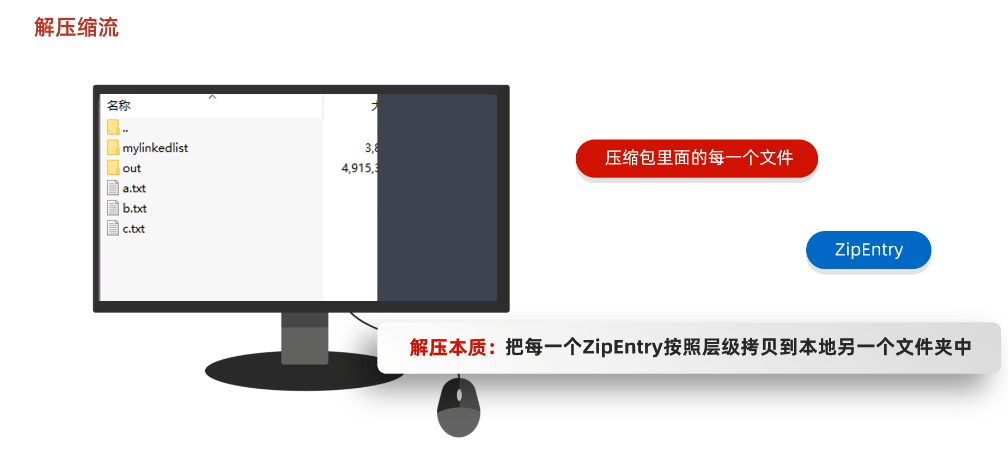 解压缩流
名称
..
mylinkedlist 3,8
out 4,915,3
a.txt
b.txt
c.txt
压缩包里面的每一个文件
ZipEntry
解压本质：把每一个ZipEntry按照层级拷贝到本地另一个文件夹中